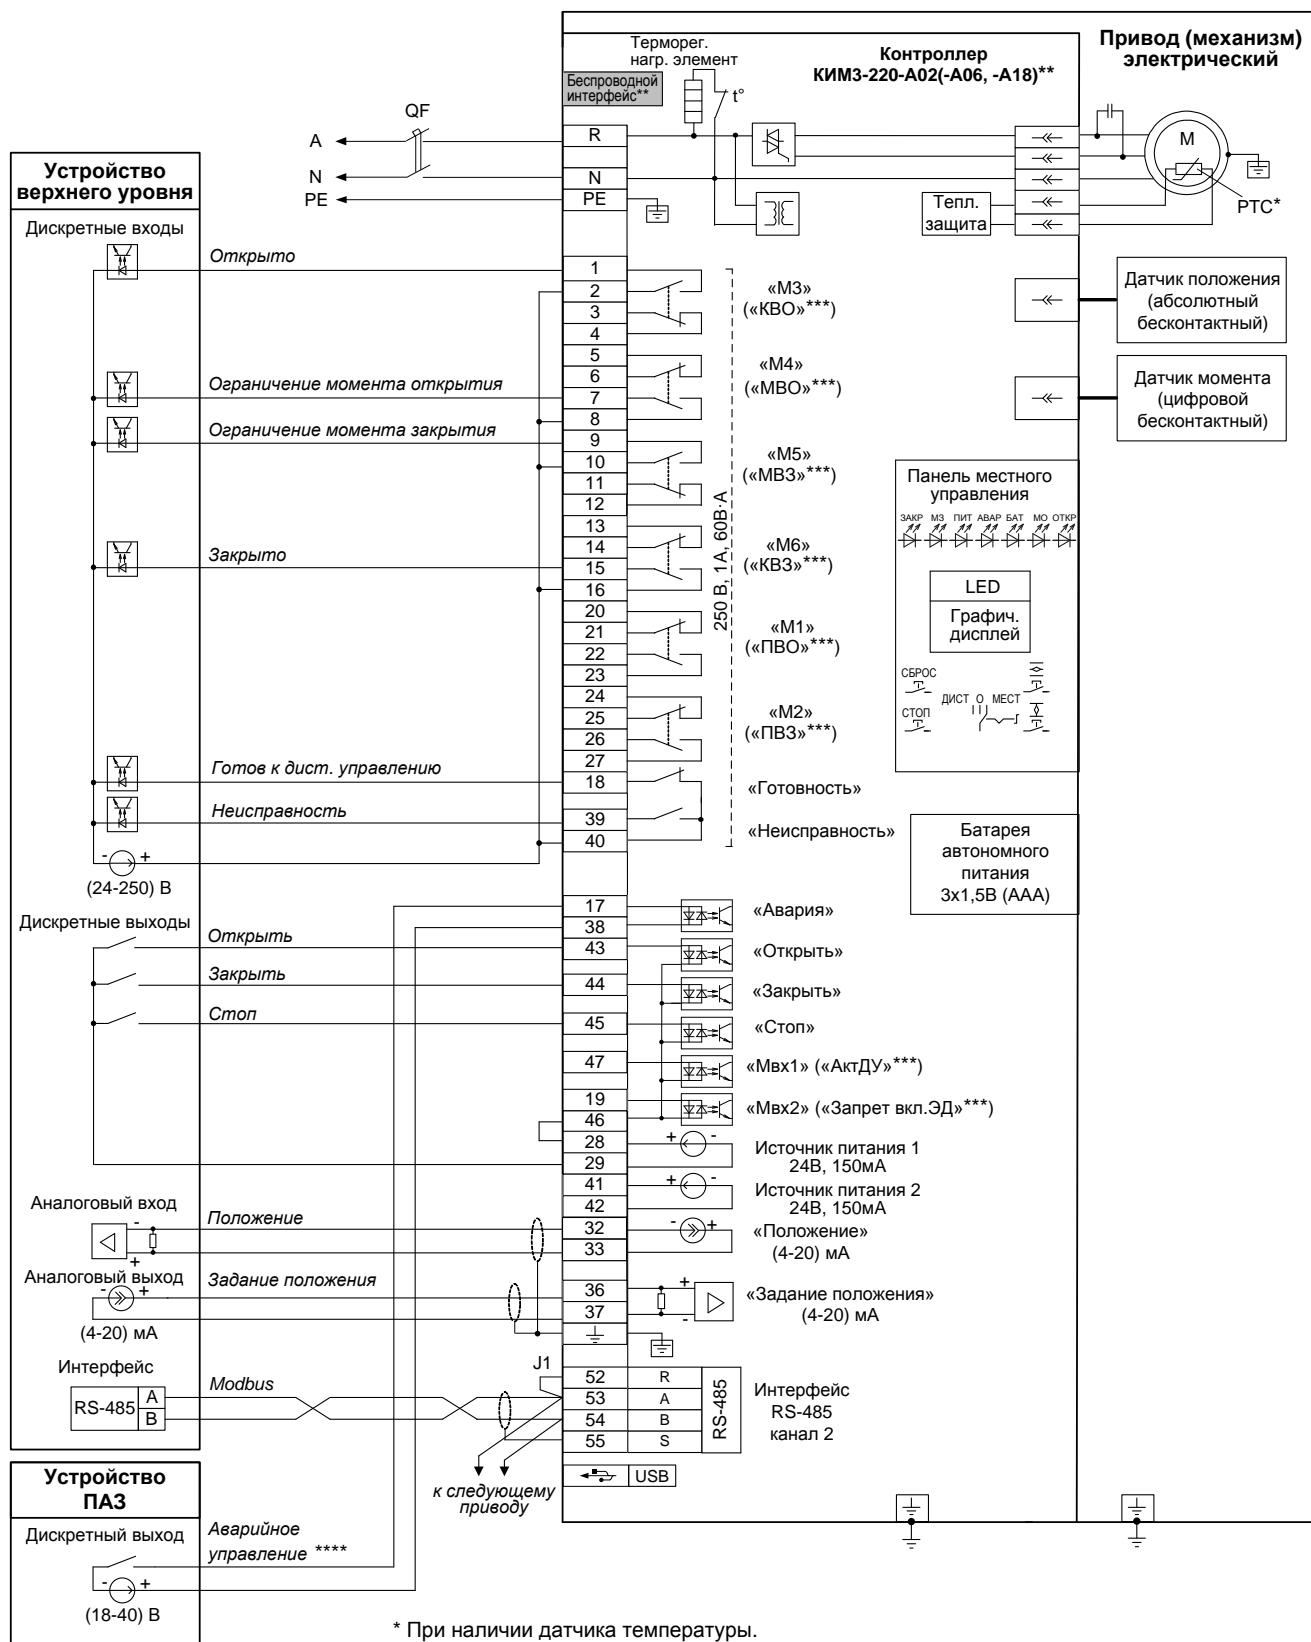 Привод (механизм)
электрический
Контроллер
КИМ3-220-А02(-А06, -А18)**
Терморег.
нагр. элемент
Беспроводной
интерфейс**
t°
QF
A
N
PE
R
N
PE
M
PTC*
Тепл.
защита
Устройство
верхнего уровня
Дискретные входы
Открыто
Ограничение момента открытия
Ограничение момента закрытия
Закрыто
Готов к дист. управлению
Неисправность
- +
(24-250) В
1
2
3
4
5
6
7
8
9
10
11
12
13
14
15
16
20
21
22
23
24
25
26
27
18
39
40
«М3»
(«КВО»***)
«М4»
(«МВО»***)
«М5»
(«МВЗ»***)
«М6»
(«КВЗ»***)
«М1»
(«ПВО»***)
«М2»
(«ПВЗ»***)
«Готовность»
«Неисправность»
250 В, 1А, 60В·А
Датчик положения
(абсолютный
бесконтактный)
Датчик момента
(цифровой
бесконтактный)
Панель местного
управления
ЗАКР МЗ ПИТ АВАР БАТ МО ОТКР
LED
Графич.
дисплей
СБРОС
СТОП
ДИСТ О МЕСТ
Батарея
автономного
питания
3х1,5В (ААА)
Дискретные выходы
Открыть
Закрыть
Стоп
17
38
43
44
45
47
19
46
28
29
41
42
32
33
36
37
«Авария»
«Открыть»
«Закрыть»
«Стоп»
«Мвх1» («АктДУ»***)
«Мвх2» («Запрет вкл.ЭД»***)
+ -
Источник питания 1
24В, 150мА
+ -
Источник питания 2
24В, 150мА
- +
«Положение»
(4-20) мА
+
-
«Задание положения»
(4-20) мА
Аналоговый вход
-
+
Положение
Аналоговый выход
- +
(4-20) мА
Задание положения
Интерфейс
RS-485
A
B
Modbus
J1
52 R
53 A
54 B
55 S
RS-485
Интерфейс
RS-485
канал 2
USB
к следующему
приводу
Устройство
ПАЗ
Дискретный выход
- +
(18-40) В
Аварийное
управление ****
* При наличии датчика температуры.